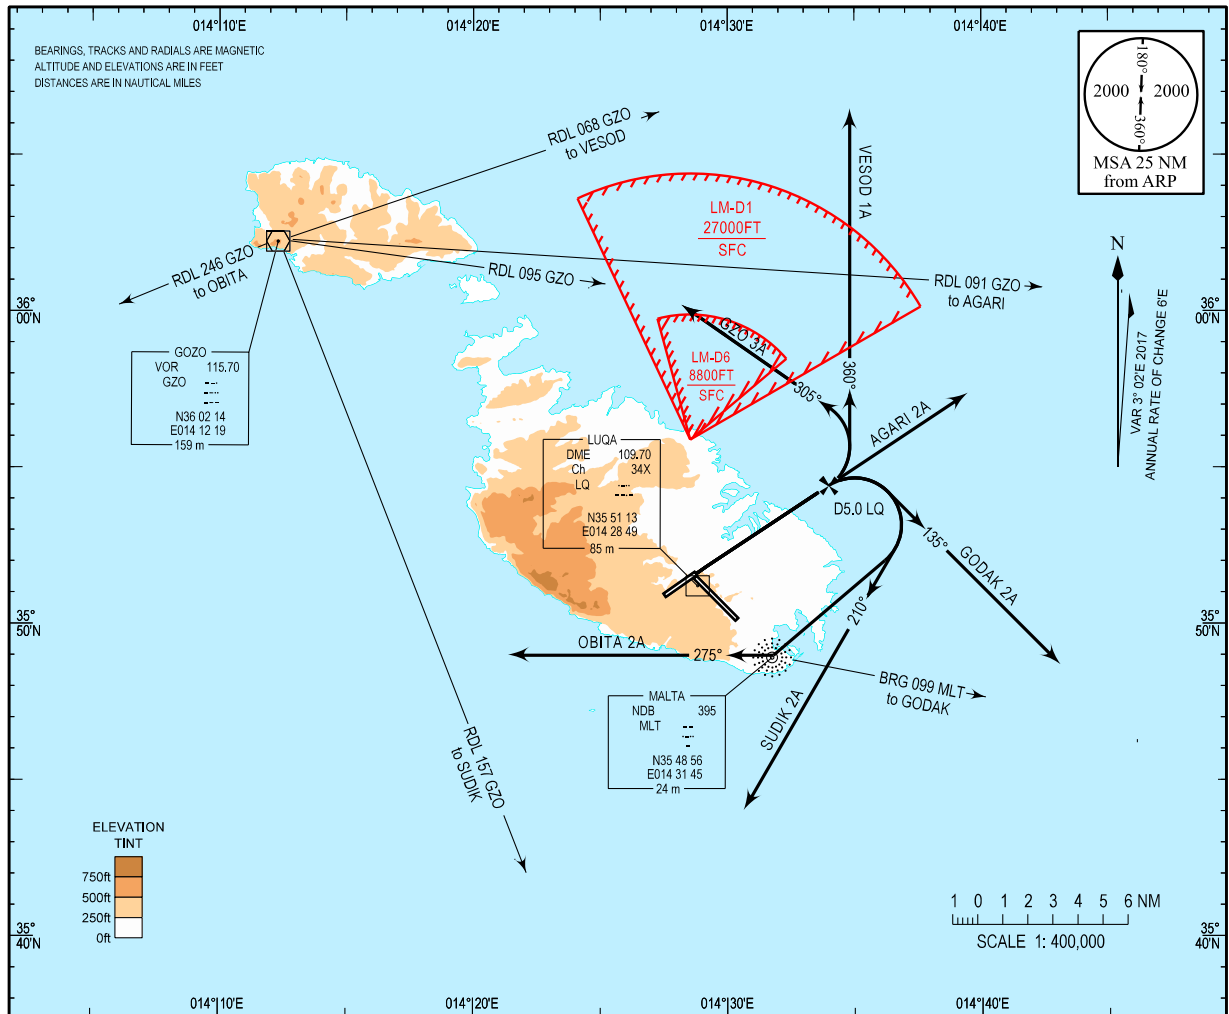 014°10'
014°20'
014°30'
014°40'
BEARINGS, TRACKS AND RADIALS ARE MAGNETIC
ALTITUDE AND ELEVATIONS ARE IN FEET
DISTANCES ARE IN NAUTICAL MILES
180°
2000
2000
360°
MSA 25 NM
from ARP
RDL 068 GZO
to VESOD
VESOD 1A
LM-D1
27000FT
SFC
RDL 246 GZO
to OBITA
RDL 095 GZO
RDL 091 GZO
to AGARI
N
VAR 3° 02'E 2017
ANNUAL RATE OF CHANGE 6'E
36°
00'N
36°
00'N
GZO 3A
305°
360°
LM-D6
8800FT
SFC
GOZO
VOR 115.70
GZO
N36 02 14
E014 12 19
159 m
AGARI 2A
LUQA
DME 109.70
Ch 34X
LQ
N35 51 13
E014 28 49
85 m
D5.0 LQ
135°
GODAK 2A
210°
35°
50'N
35°
50'N
OBITA 2A
275°
BRG 099 MLT
to GODAK
SUDIK 2A
MALTA
NDB 395
MLT
N35 48 56
E014 31 45
24 m
RDL 157 GZO
to SUDIK
ELEVATION
TINT
750ft
500ft
250ft
0ft
1 0 1 2 3 4 5 6 NM
SCALE 1: 400,000
35°
40'N
35°
40'N
014°10'
014°20'
014°30'
014°40'